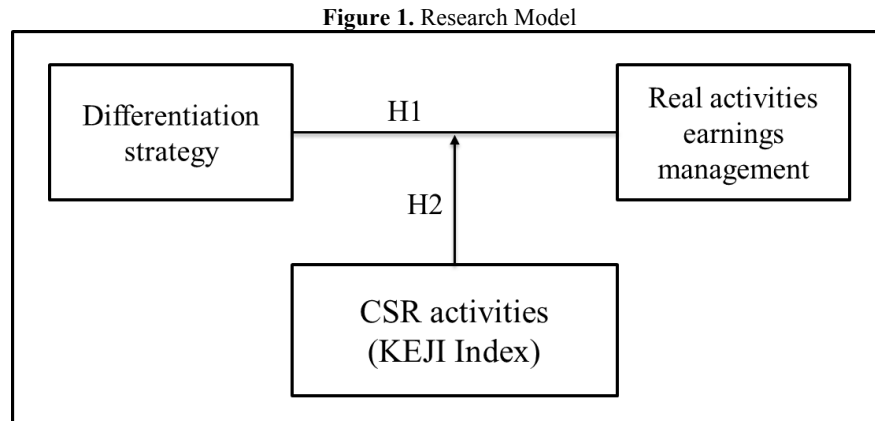 Figure 1. Research Model
Differentiation
strategy
H1
Real activities
earnings
management
H2
CSR activities
(KEJI Index)